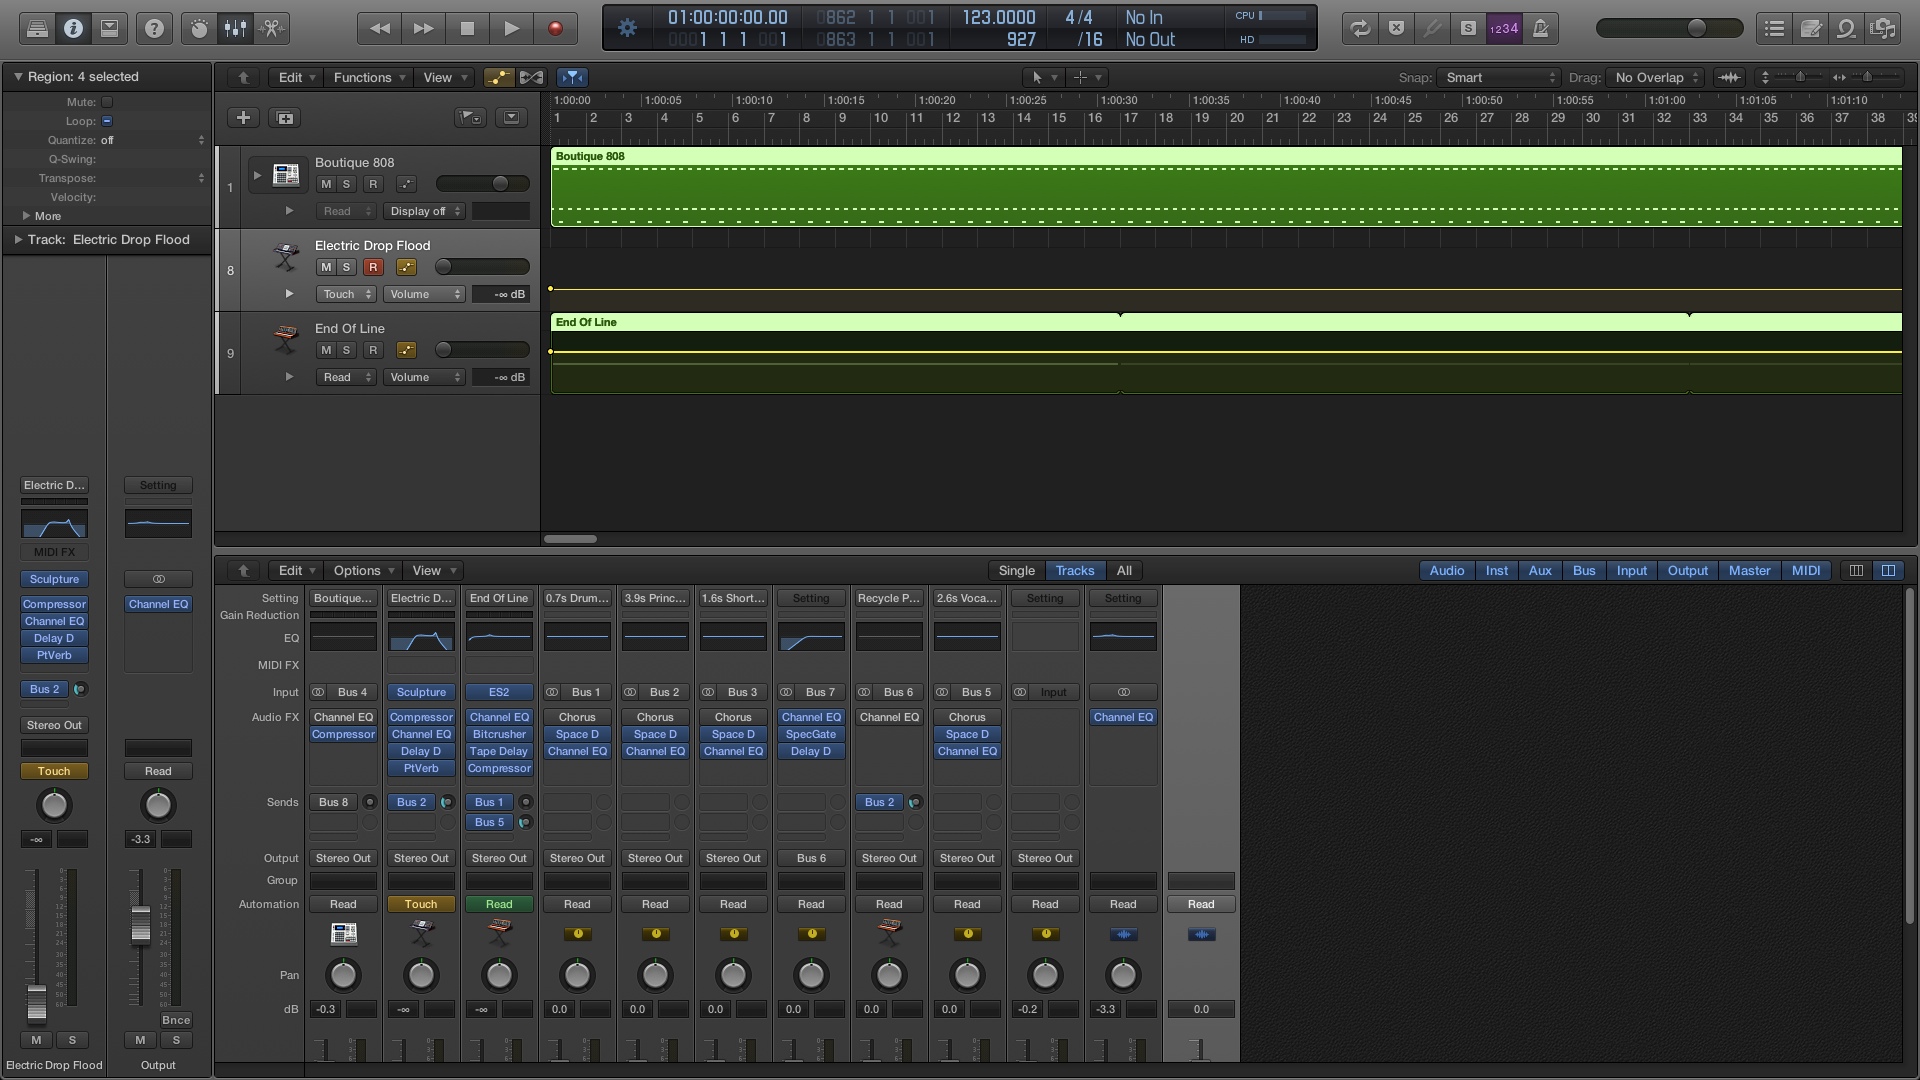 01:00:00:00.00 0862 1 1 001 123.0000 4/4 No In CPU
0001 1 1 001 0863 1 1 001 927 /16 No Out HD
S 1234
Region: 4 selected
Mute:
Loop:
Quantize: off
Q-Swing:
Transpose:
Velocity:
More
Track: Electric Drop Flood
Edit Functions View Snap: Smart Drag: No Overlap
1:00:00 1:00:05 1:00:10 1:00:15 1:00:20 1:00:25 1:00:30 1:00:35 1:00:40 1:00:45 1:00:50 1:00:55 1:01:00 1:01:05 1:01:10
1 2 3 4 5 6 7 8 9 10 11 12 13 14 15 16 17 18 19 20 21 22 23 24 25 26 27 28 29 30 31 32 33 34 35 36 37 38 39
1 Boutique 808
M S R
Read Display off
Boutique 808
8 Electric Drop Flood
M S R
Touch Volume -∞ dB
9 End Of Line
M S R
Read Volume -∞ dB
End Of Line
Electric D... Setting
MIDI FX
Sculpture
Compressor Channel EQ
Channel EQ
Delay D
PtVerb
Bus 2
Stereo Out
Touch Read
-∞ -3.3
Bnce
M S M S
Electric Drop Flood Output
Edit Options View Single Tracks All Audio Inst Aux Bus Input Output Master MIDI
Setting Boutique... Electric D... End Of Line 0.7s Drum... 3.9s Princ... 1.6s Short... Setting Recycle P... 2.6s Voca... Setting Setting
Gain Reduction
EQ
MIDI FX
Input Bus 4 Sculpture ES2 Bus 1 Bus 2 Bus 3 Bus 7 Bus 6 Bus 5 Input
Audio FX Channel EQ Compressor Channel EQ Chorus Chorus Chorus Channel EQ Channel EQ Chorus Channel EQ
Compressor Channel EQ Bitcrusher Space D Space D Space D SpecGate Space D
Delay D Tape Delay Channel EQ Channel EQ Channel EQ Delay D Channel EQ
PtVerb Compressor
Sends Bus 8 Bus 2 Bus 1 Bus 2
Bus 5
Output Stereo Out Stereo Out Stereo Out Stereo Out Stereo Out Stereo Out Bus 6 Stereo Out Stereo Out Stereo Out
Group
Automation Read Touch Read Read Read Read Read Read Read Read Read Read
Pan
dB -0.3 -∞ -∞ 0.0 0.0 0.0 0.0 0.0 0.0 -0.2 -3.3 0.0